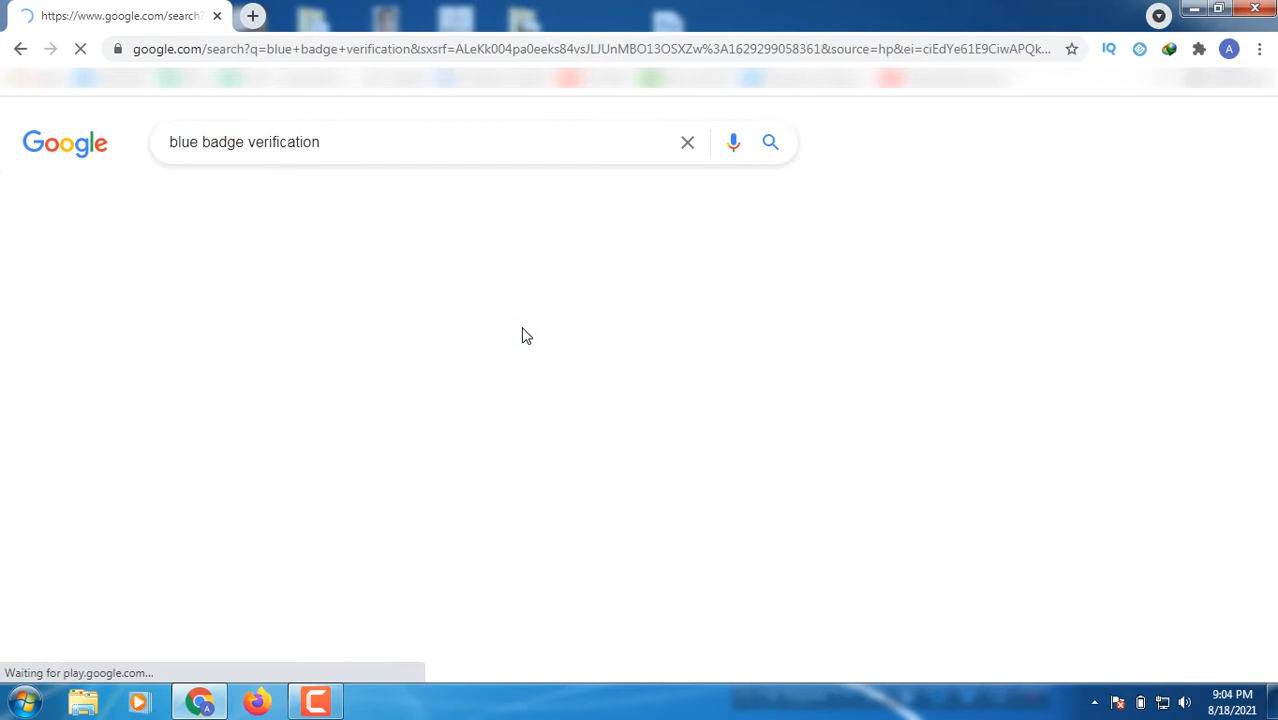 https://www.google.com/search?
google.com/search?q=blue+badge+verification&sxsrf=ALeKk004pa0eeks84vsJLJUnMBO13OSXZw%3A1629299058361&source=hp&ei=ciEdYe61E9CiwAPQk...
IQ
A
Google
blue badge verification
Waiting for play.google.com...
9:04 PM
8/18/2021